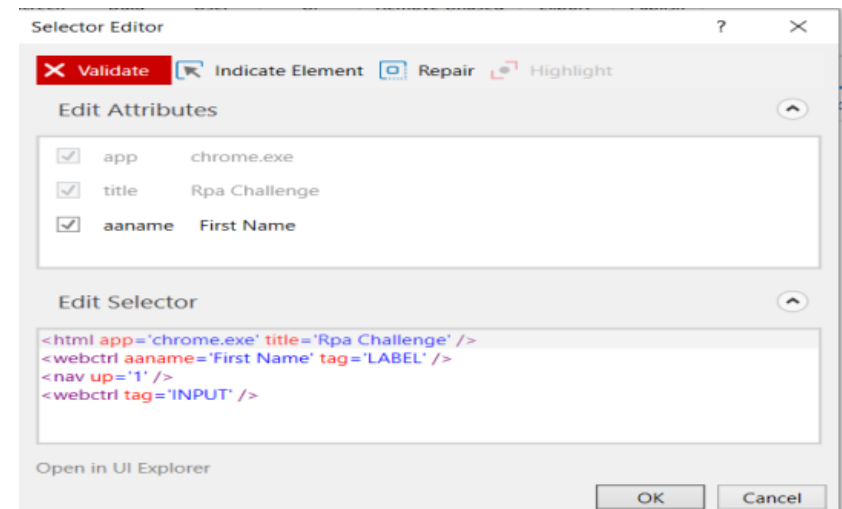 Selector Editor ?
Validate Indicate Element Repair Highlight
Edit Attributes
app chrome.exe
title Rpa Challenge
aaname First Name
Edit Selector
<html app='chrome.exe' title='Rpa Challenge' />
<webctrl aaname='First Name' tag='LABEL' />
<nav up='1' />
<webctrl tag='INPUT' />
Open in UI Explorer
OK Cancel